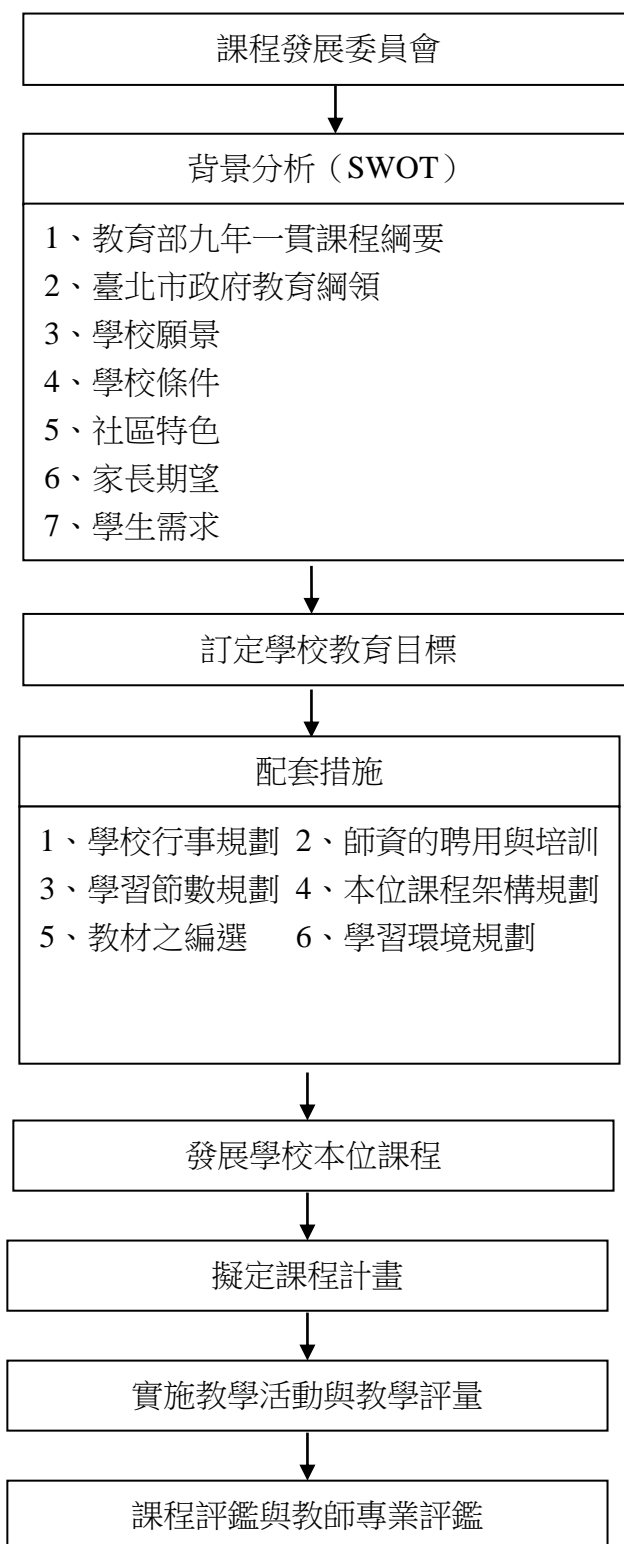 課程發展委員會
背景分析（SWOT）
1、教育部九年一貫課程綱要
2、臺北市政府教育綱領
3、學校願景
4、學校條件
5、社區特色
6、家長期望
7、學生需求
訂定學校教育目標
配套措施
1、學校行事規劃 2、師資的聘用與培訓
3、學習節數規劃 4、本位課程架構規劃
5、教材之編選 6、學習環境規劃
發展學校本位課程
擬定課程計畫
實施教學活動與教學評量
課程評鑑與教師專業評鑑